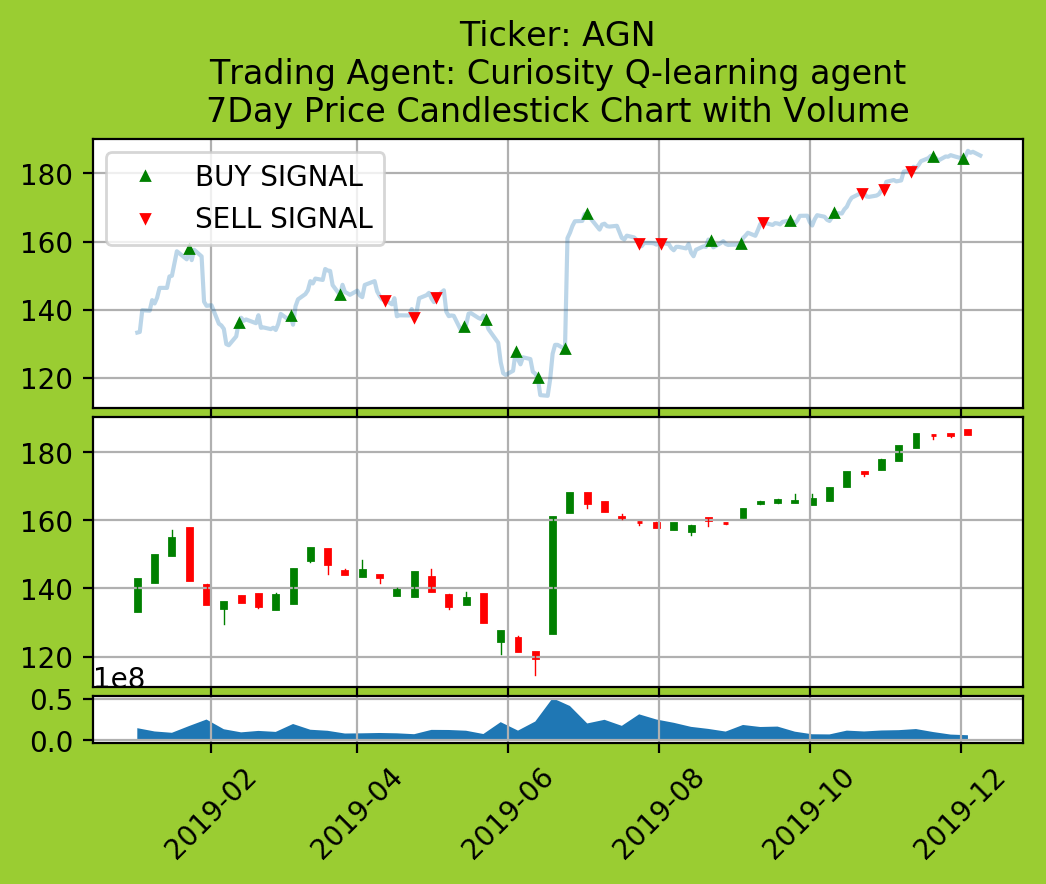 Ticker: AGN
Trading Agent: Curiosity Q-learning agent
7Day Price Candlestick Chart with Volume
BUY SIGNAL
SELL SIGNAL
180
160
140
120
180
160
140
120
1e8
0.5
0.0
2019-02
2019-04
2019-06
2019-08
2019-10
2019-12